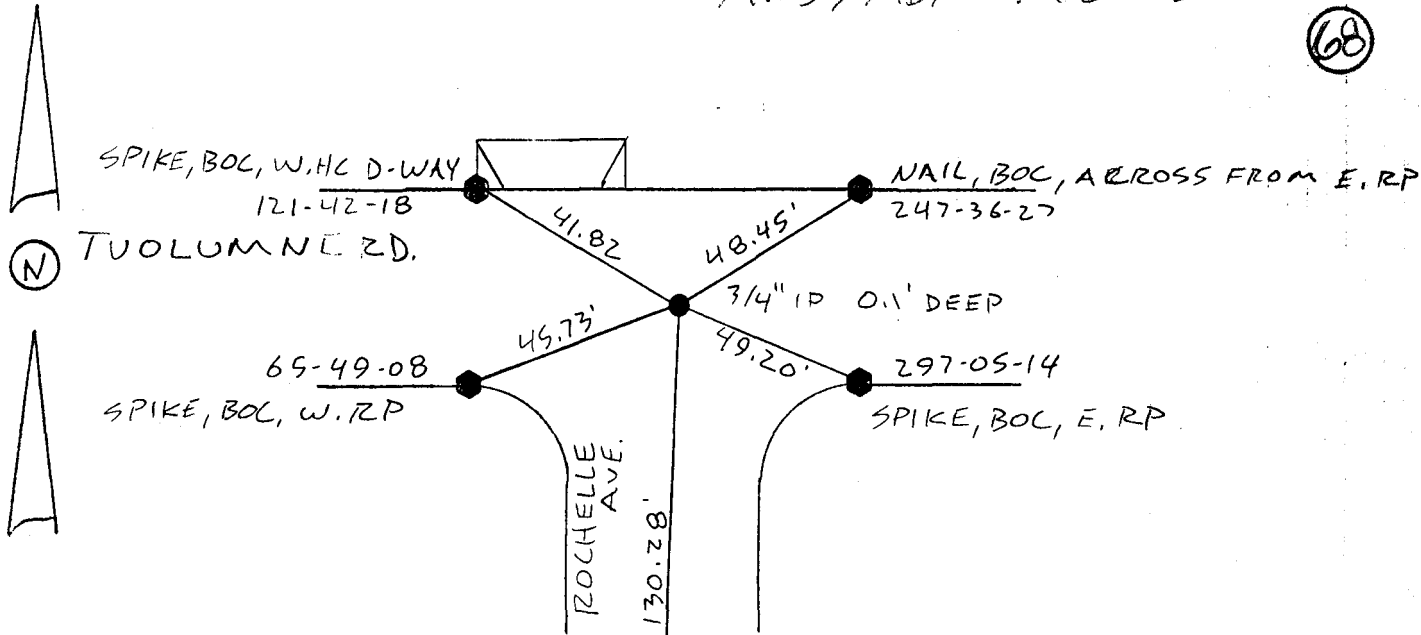 68
SPIKE, BOC, W.HC D-WAY
121-42-18
NAIL, BOC, ACROSS FROM E. RP
247-36-27
41.82
48.45'
N
TUOLUMNE RD.
3/4" IP 0.1' DEEP
45.73'
49.20'
65-49-08
297-05-14
SPIKE, BOC, W. RP
SPIKE, BOC, E. RP
ROCHELLE
AVE.
130.28'